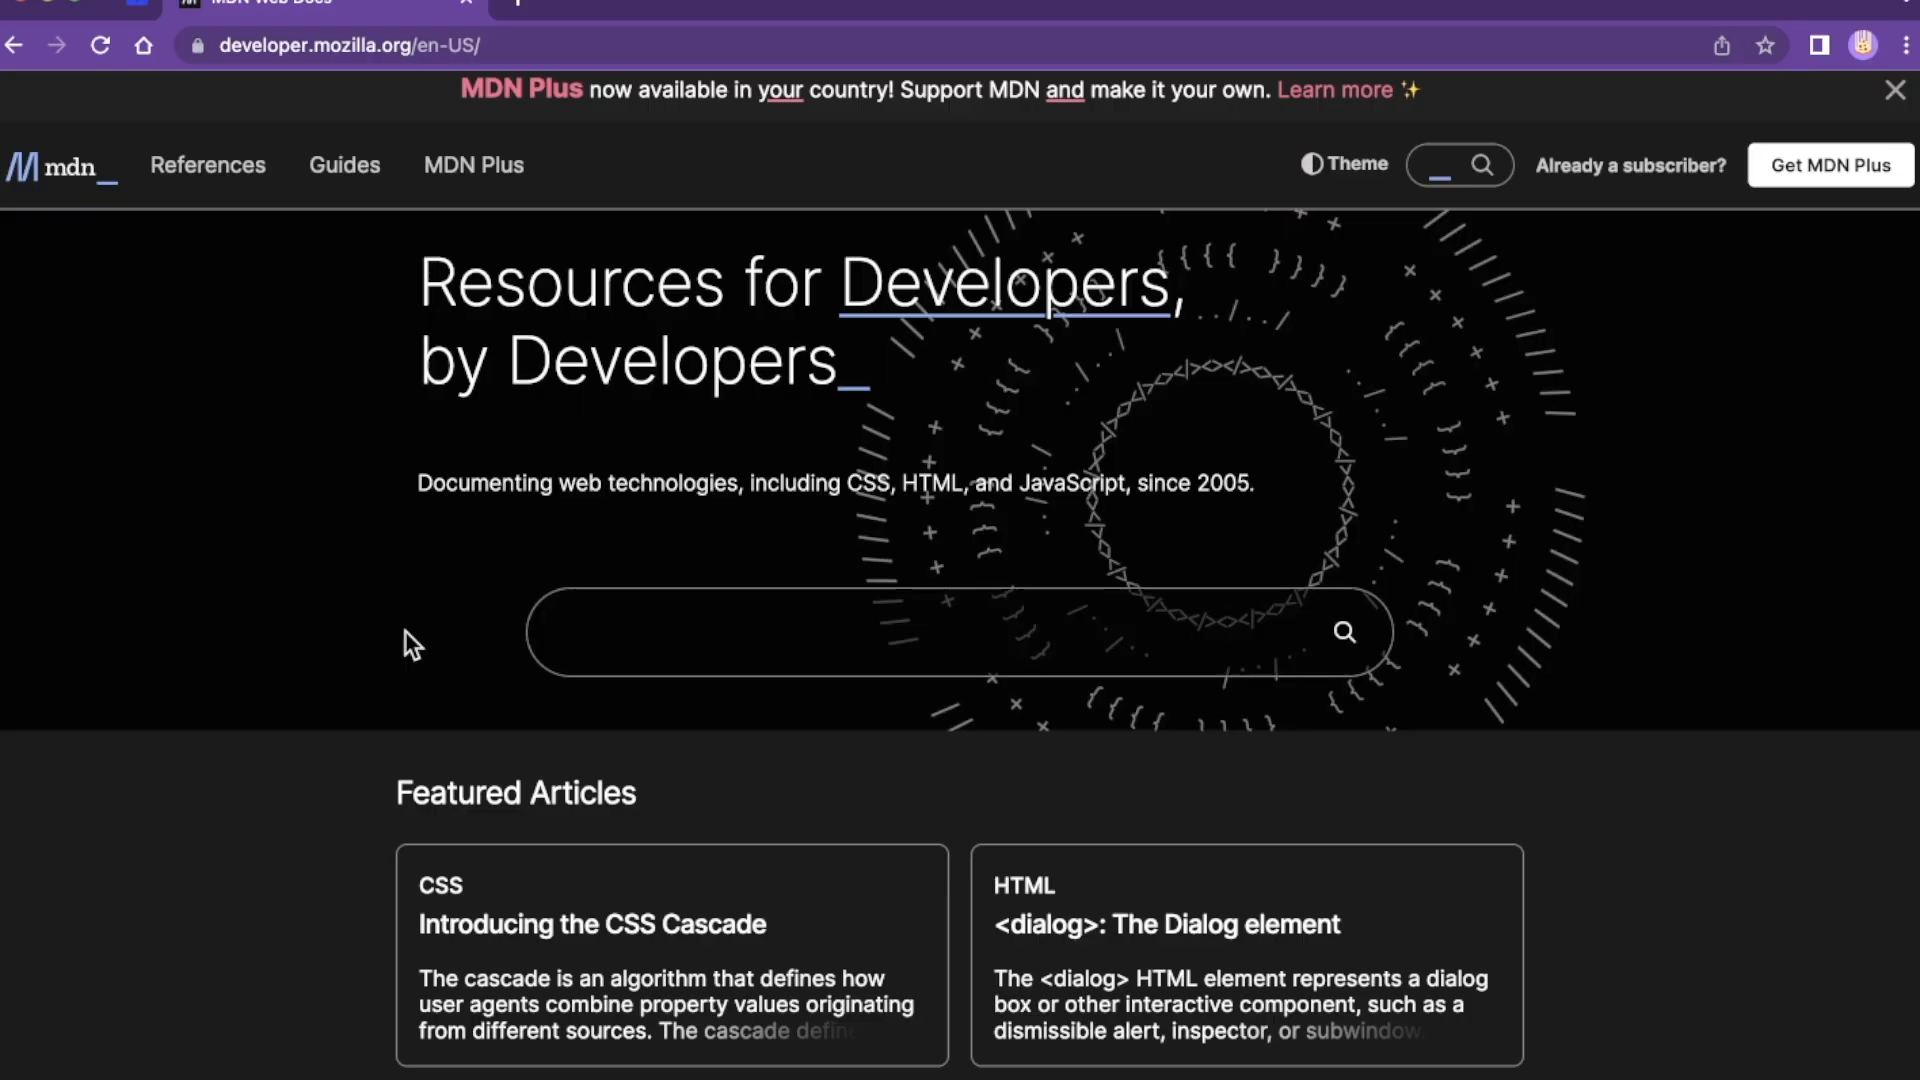 MDN Web Docs
developer.mozilla.org/en-US/
MDN Plus now available in your country! Support MDN and make it your own. Learn more ✨
mdn_
References
Guides
MDN Plus
Theme
Already a subscriber?
Get MDN Plus
Resources for Developers,
by Developers_
Documenting web technologies, including CSS, HTML, and JavaScript, since 2005.
Featured Articles
CSS
Introducing the CSS Cascade
The cascade is an algorithm that defines how
user agents combine property values originating
from different sources. The cascade
HTML
<dialog>: The Dialog element
The <dialog> HTML element represents a dialog
box or other interactive component, such as a
dismissible alert, inspector, or subwindow.